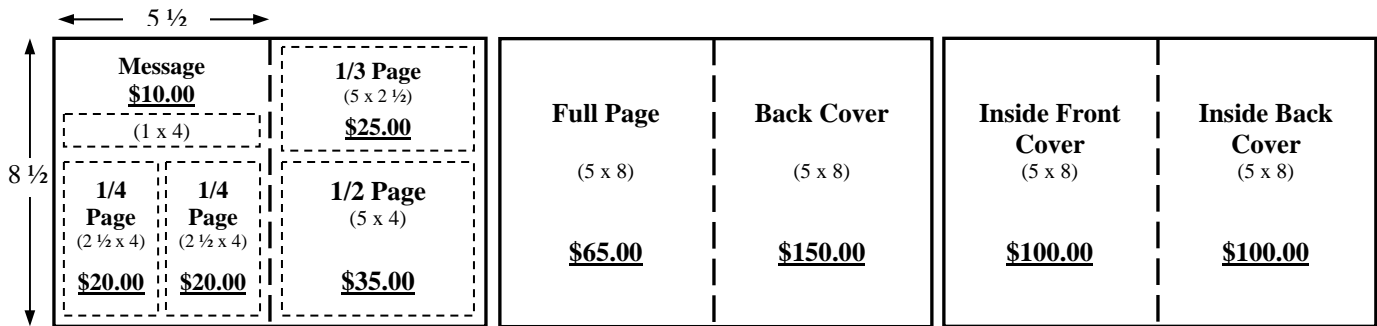 5 ½
8 ½
Message
$10.00
(1 x 4)
1/4
Page
(2 ½ x 4)
$20.00
1/4
Page
(2 ½ x 4)
$20.00
1/3 Page
(5 x 2 ½)
$25.00
1/2 Page
(5 x 4)
$35.00
Full Page
(5 x 8)
$65.00
Back Cover
(5 x 8)
$150.00
Inside Front
Cover
(5 x 8)
$100.00
Inside Back
Cover
(5 x 8)
$100.00